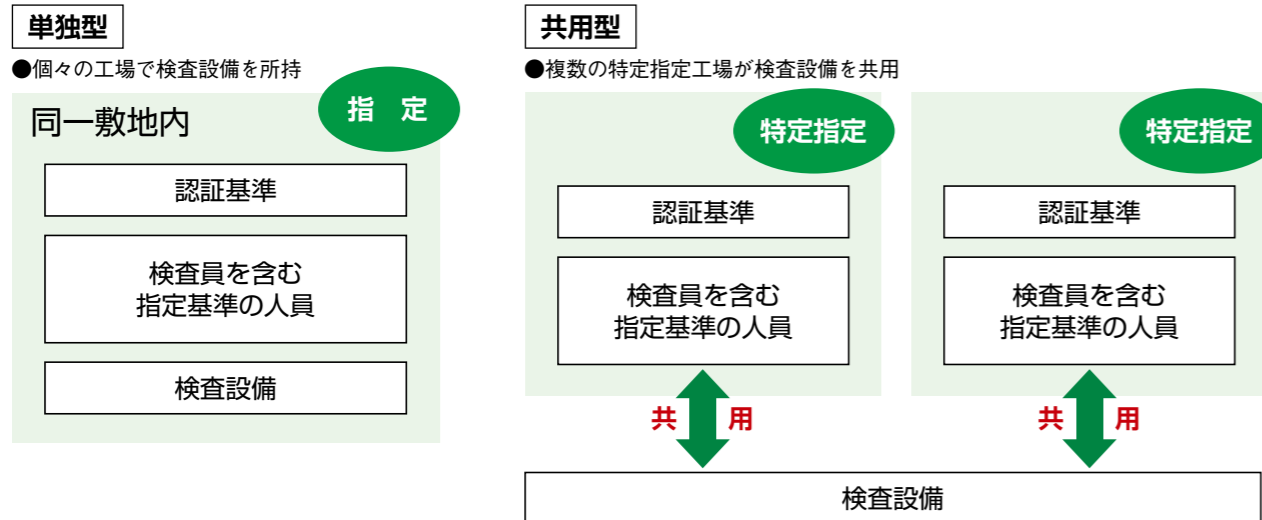 単独型
●個々の工場で検査設備を所持
同一敷地内
指 定
認証基準
検査員を含む
指定基準の人員
検査設備
共用型
●複数の特定指定工場が検査設備を共用
特定指定
認証基準
検査員を含む
指定基準の人員
共 用
特定指定
認証基準
検査員を含む
指定基準の人員
共 用
検査設備